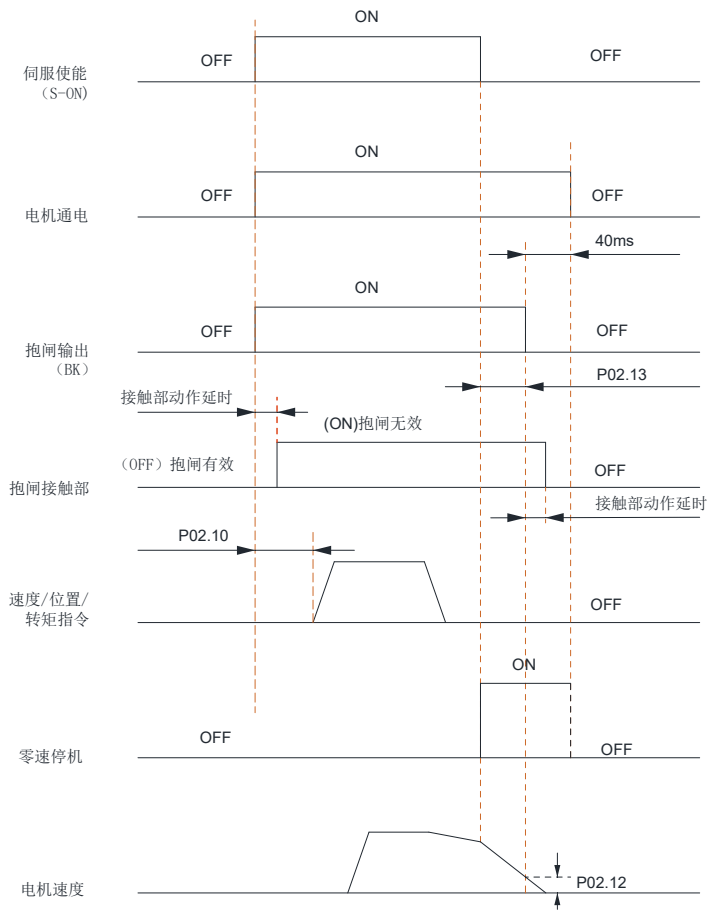 ON
OFF
OFF
伺服使能
（S-ON)
ON
OFF
OFF
电机通电
40ms
ON
OFF
OFF
抱闸输出
（BK）
P02.13
接触部动作延时
(ON)抱闸无效
（OFF）抱闸有效
OFF
抱闸接触部
接触部动作延时
P02.10
速度/位置/
转矩指令
OFF
ON
OFF
OFF
零速停机
P02.12
电机速度